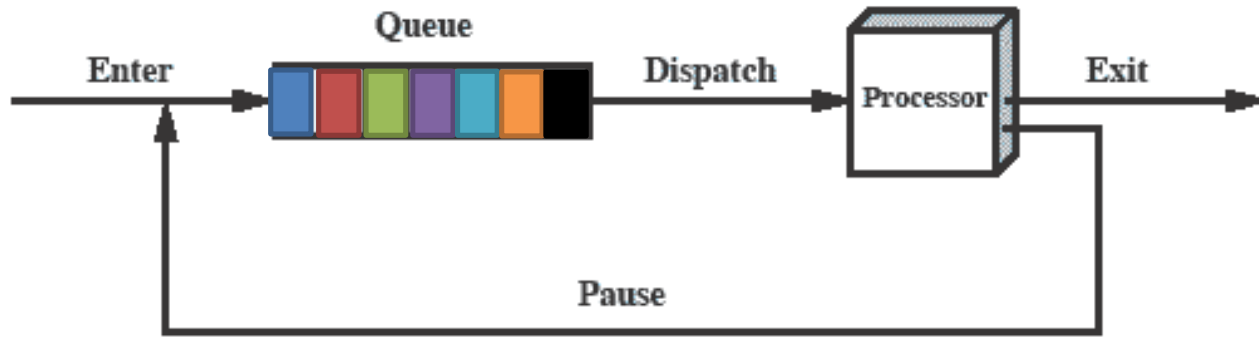 Queue
Enter
Dispatch
Processor
Exit
Pause